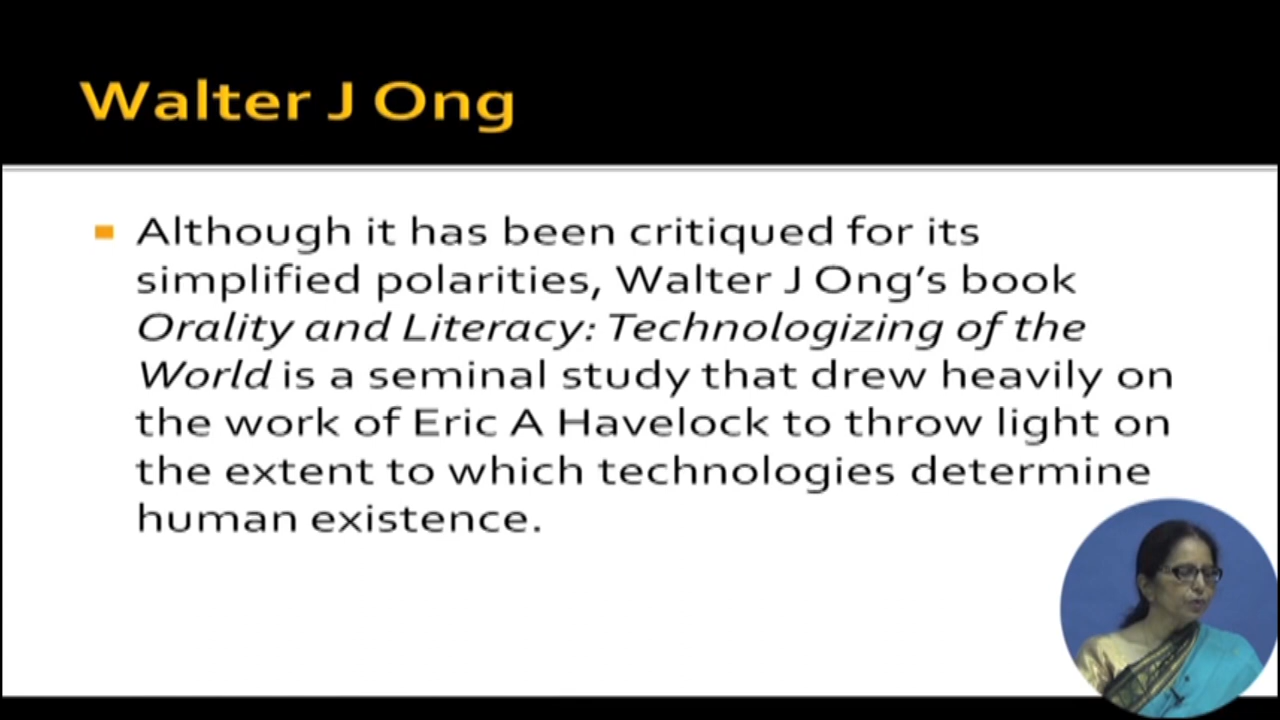 Walter J Ong
Although it has been critiqued for its
simplified polarities, Walter J Ong's book
Orality and Literacy: Technologizing of the
World is a seminal study that drew heavily on
the work of Eric A Havelock to throw light on
the extent to which technologies determine
human existence.